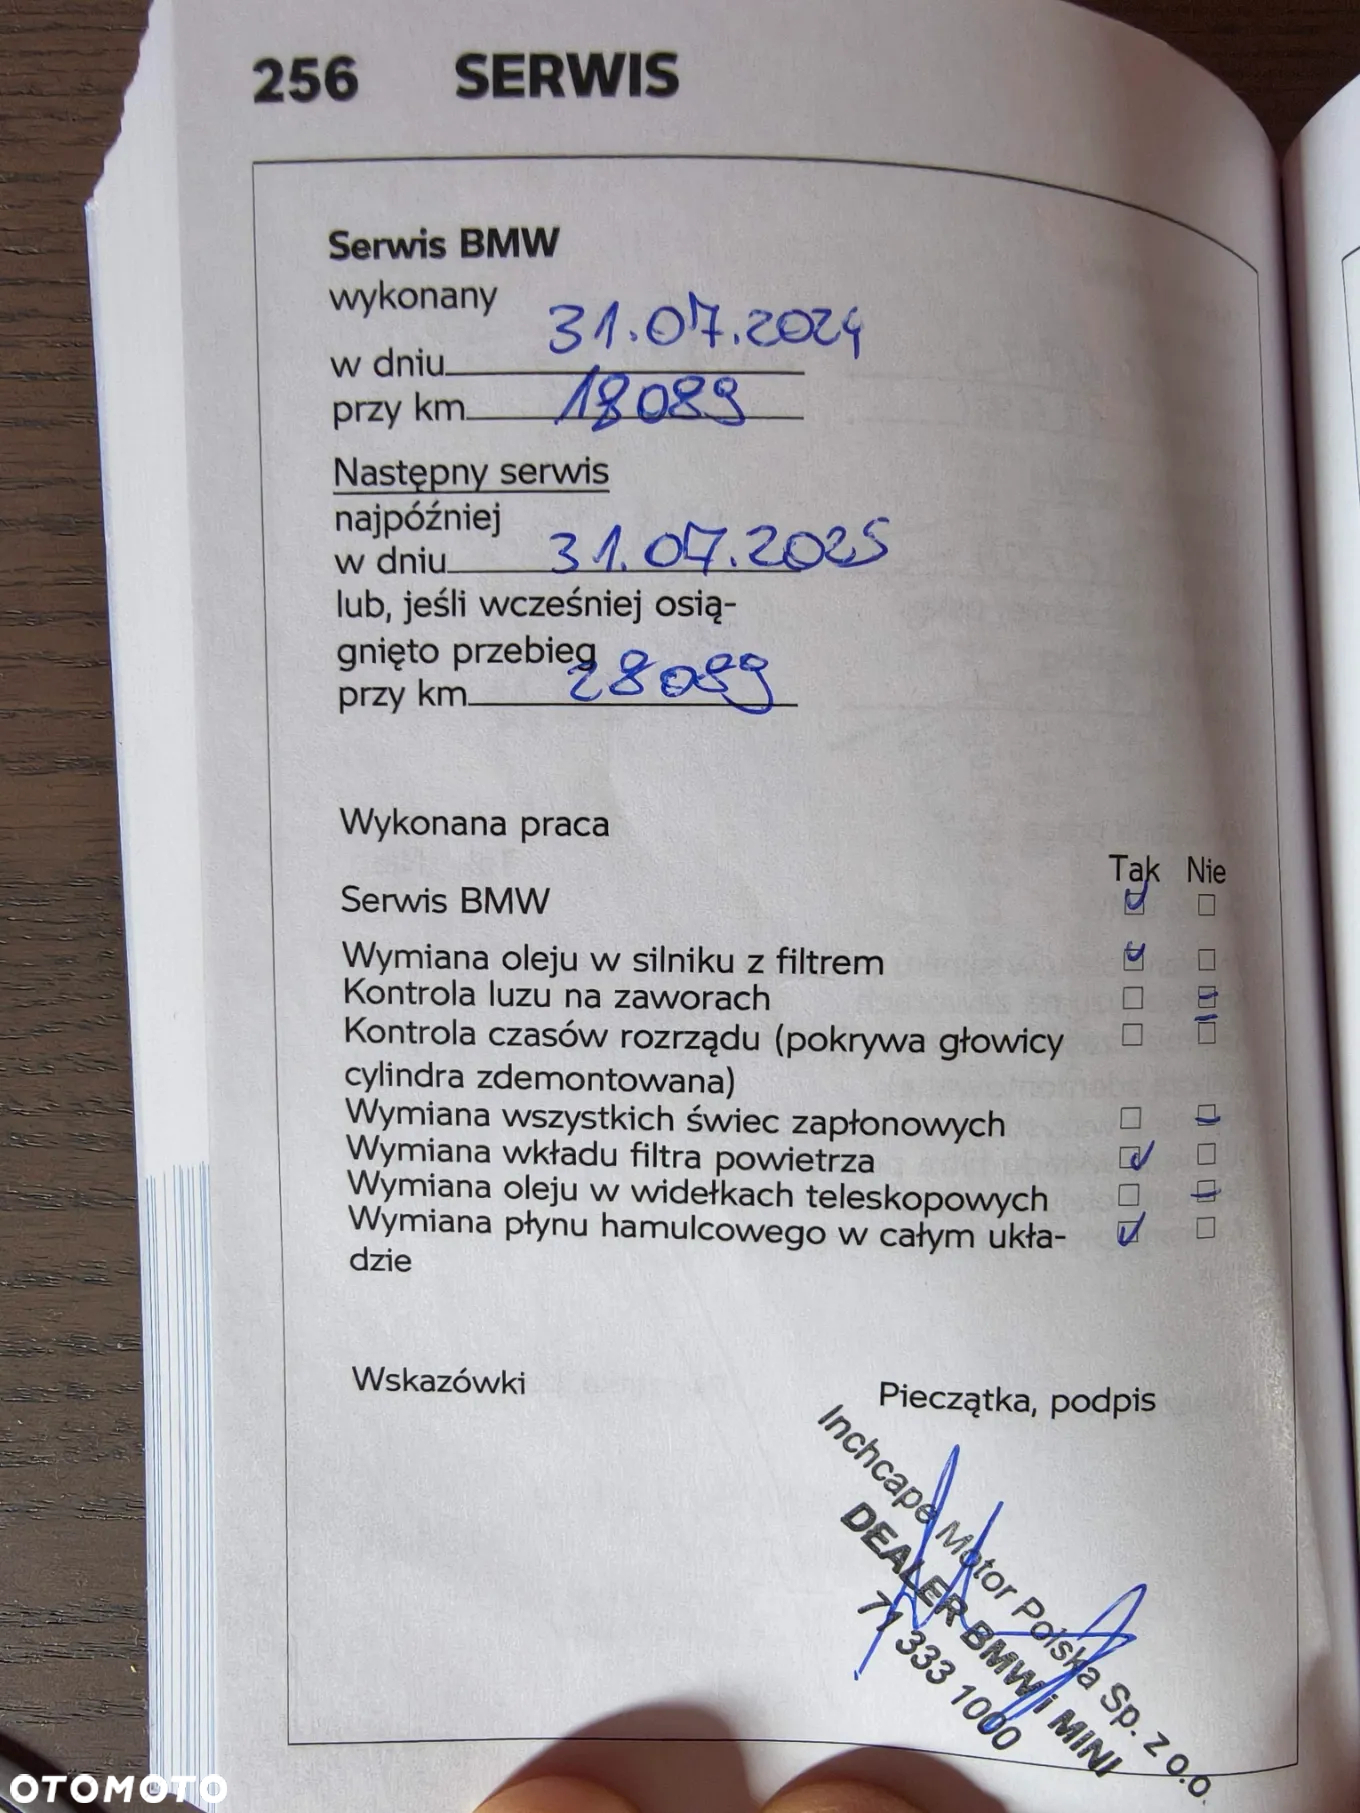 256 SERWIS
Serwis BMW
wykonany
w dniu 31.07.2024
przy km 18089
Następny serwis
najpóźniej
w dniu 31.07.2025
lub, jeśli wcześniej osią-
gnięto przebieg
przy km 28089
Wykonana praca
Tak Nie
Serwis BMW
Wymiana oleju w silniku z filtrem
Kontrola luzu na zaworach
Kontrola czasów rozrządu (pokrywa głowicy
cylindra zdemontowana)
Wymiana wszystkich świec zapłonowych
Wymiana wkładu filtra powietrza
Wymiana oleju w widełkach teleskopowych
Wymiana płynu hamulcowego w całym ukła-
dzie
Wskazówki
Pieczątka, podpis
Inchcape Motor Polska Sp. z o.o.
DEALER BMW i MINI
71 333 1000
OTOMOTO